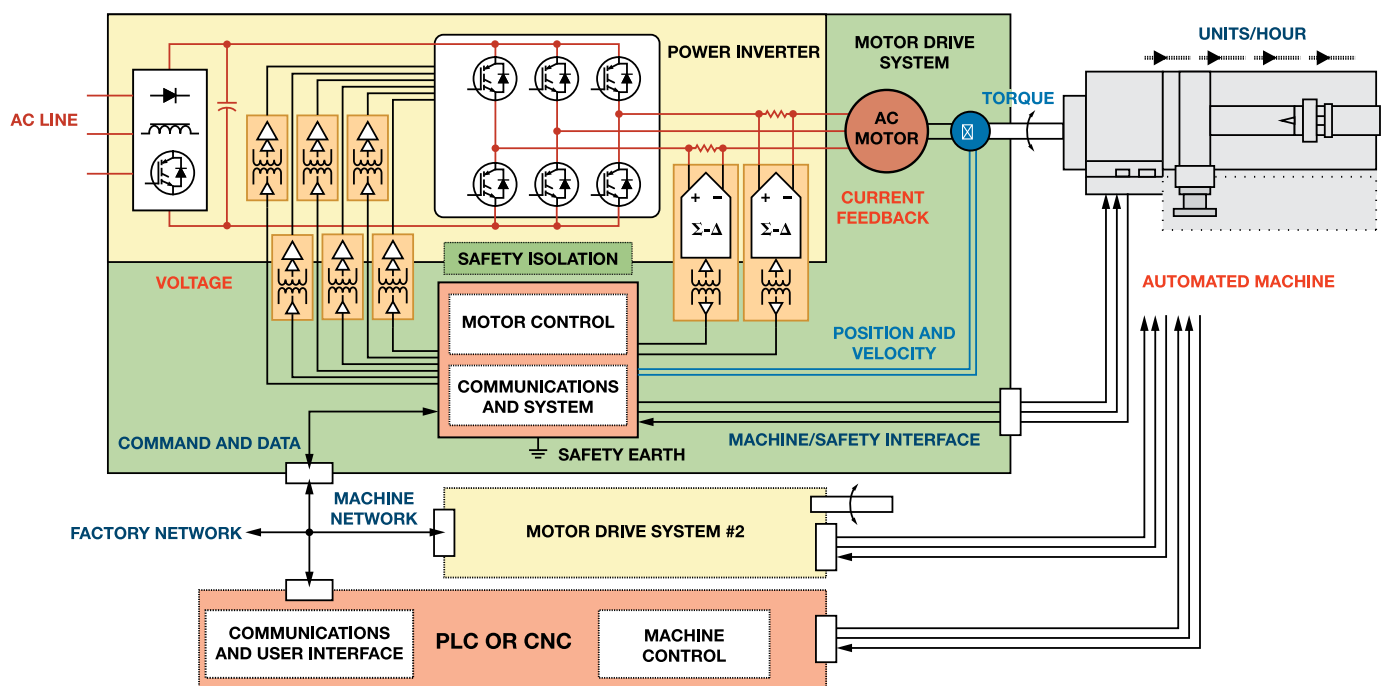 UNITS/HOUR
POWER INVERTER
MOTOR DRIVE
SYSTEM
TORQUE
AC LINE
AC
MOTOR
CURRENT
FEEDBACK
+ -
Σ-Δ
+ -
Σ-Δ
SAFETY ISOLATION
VOLTAGE
AUTOMATED MACHINE
MOTOR CONTROL
POSITION AND
VELOCITY
COMMUNICATIONS
AND SYSTEM
COMMAND AND DATA
MACHINE/SAFETY INTERFACE
SAFETY EARTH
MACHINE
NETWORK
FACTORY NETWORK
MOTOR DRIVE SYSTEM #2
COMMUNICATIONS
AND USER INTERFACE
PLC OR CNC
MACHINE
CONTROL